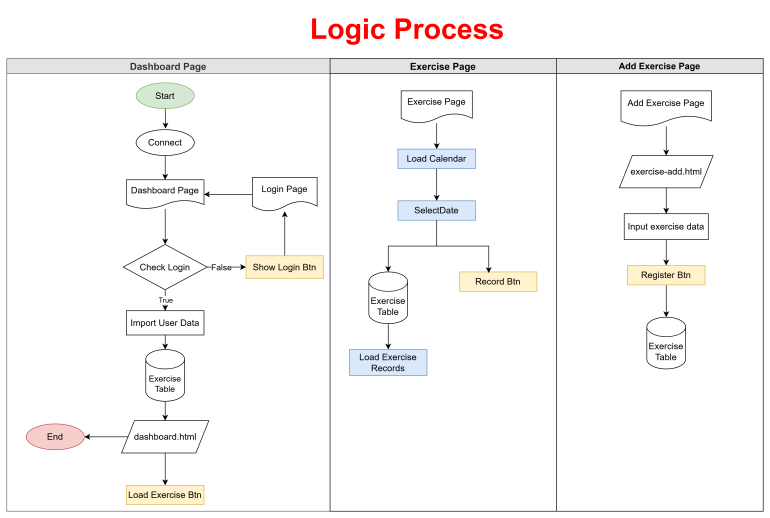 Logic Process
Dashboard Page
Start
Connect
Dashboard Page
Login Page
Check Login
False
Show Login Btn
True
Import User Data
Exercise
Table
End
dashboard.html
Load Exercise Btn
Exercise Page
Exercise Page
Load Calendar
SelectDate
Exercise
Table
Record Btn
Load Exercise
Records
Add Exercise Page
Add Exercise Page
exercise-add.html
Input exercise data
Register Btn
Exercise
Table